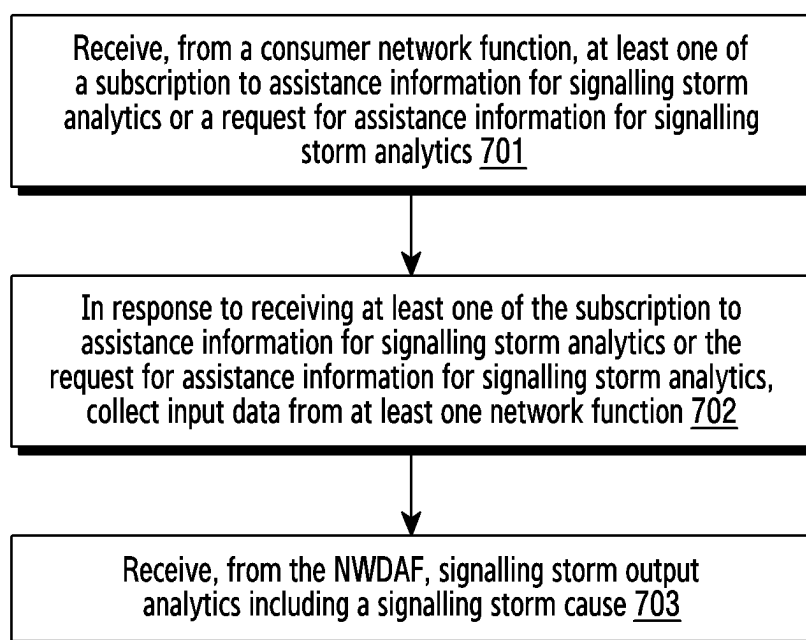 Receive, from a consumer network function, at least one of
a subscription to assistance information for signalling storm
analytics or a request for assistance information for signalling
storm analytics 701
In response to receiving at least one of the subscription to
assistance information for signalling storm analytics or the
request for assistance information for signalling storm analytics,
collect input data from at least one network function 702
Receive, from the NWDAF, signalling storm output
analytics including a signalling storm cause 703